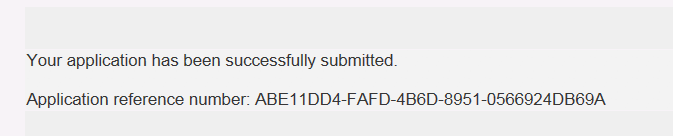 Your application has been successfully submitted.
Application reference number: ABE11DD4-FAFD-4B6D-8951-0566924DB69A